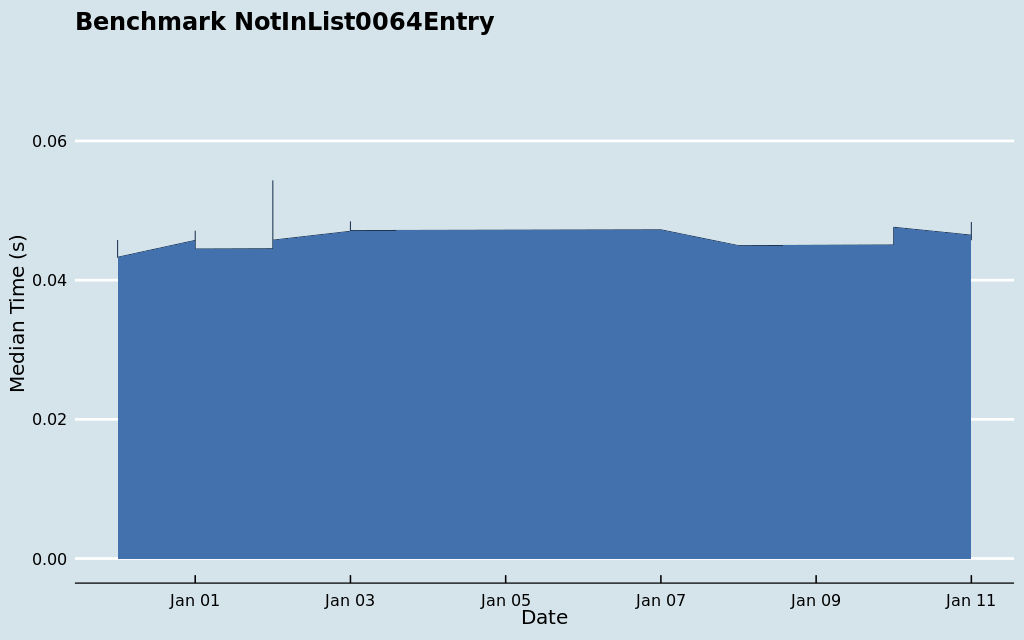 Benchmark NotInList0064Entry
Median Time (s)
0.06
0.04
0.02
0.00
Jan 01 Jan 03 Jan 05 Jan 07 Jan 09 Jan 11
Date